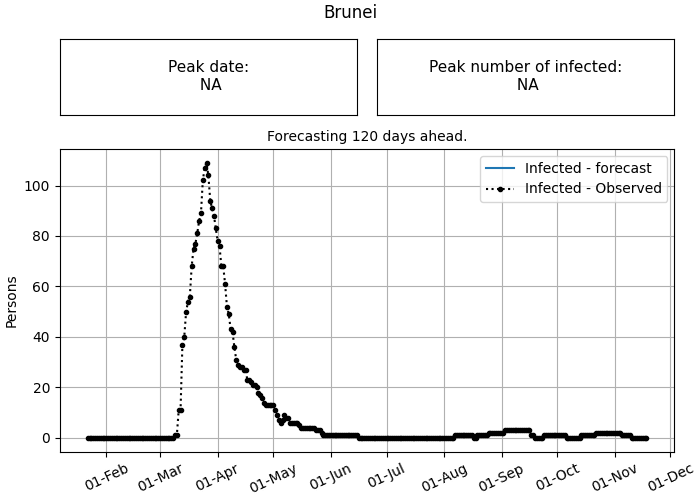 Brunei
Peak date:
NA
Peak number of infected:
NA
Forecasting 120 days ahead.
Infected - forecast
Infected - Observed
Persons
100
80
60
40
20
0
01-Feb
01-Mar
01-Apr
01-May
01-Jun
01-Jul
01-Aug
01-Sep
01-Oct
01-Nov
01-Dec